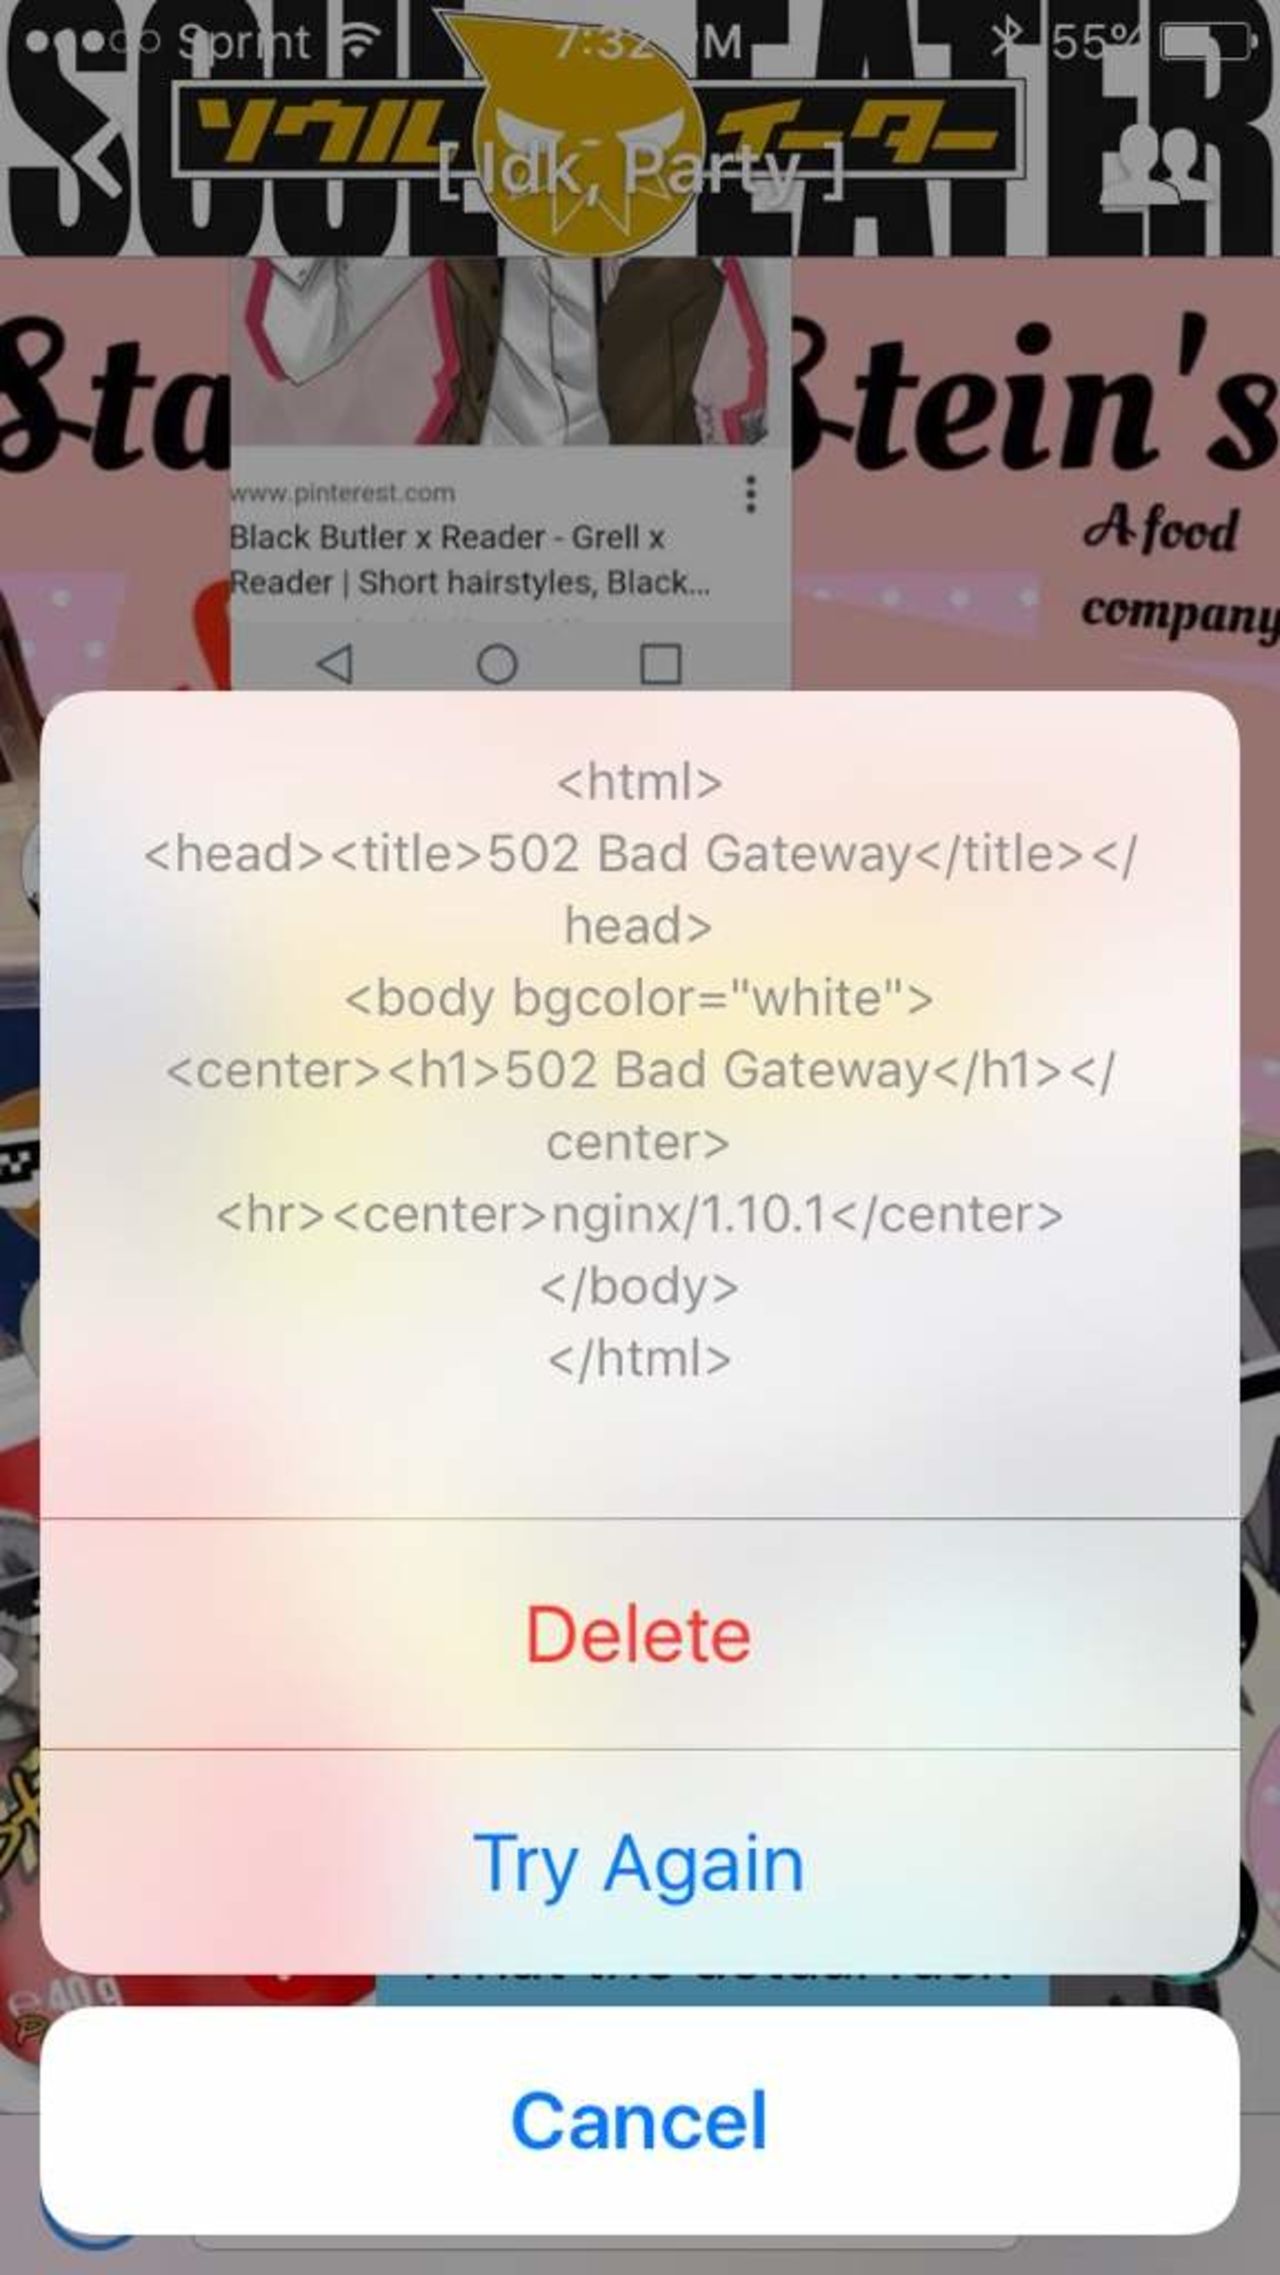 SOUL EATER
Sprint 7:32 PM 55%
ソウル イーター
[ Idk, Party ]
Sta Stein's
A food
company
www.pinterest.com
Black Butler x Reader - Grell x
Reader | Short hairstyles, Black...
<html>
<head><title>502 Bad Gateway</title></
head>
<body bgcolor="white">
<center><h1>502 Bad Gateway</h1></
center>
<hr><center>nginx/1.10.1</center>
</body>
</html>
Delete
Try Again
40 g
Cancel